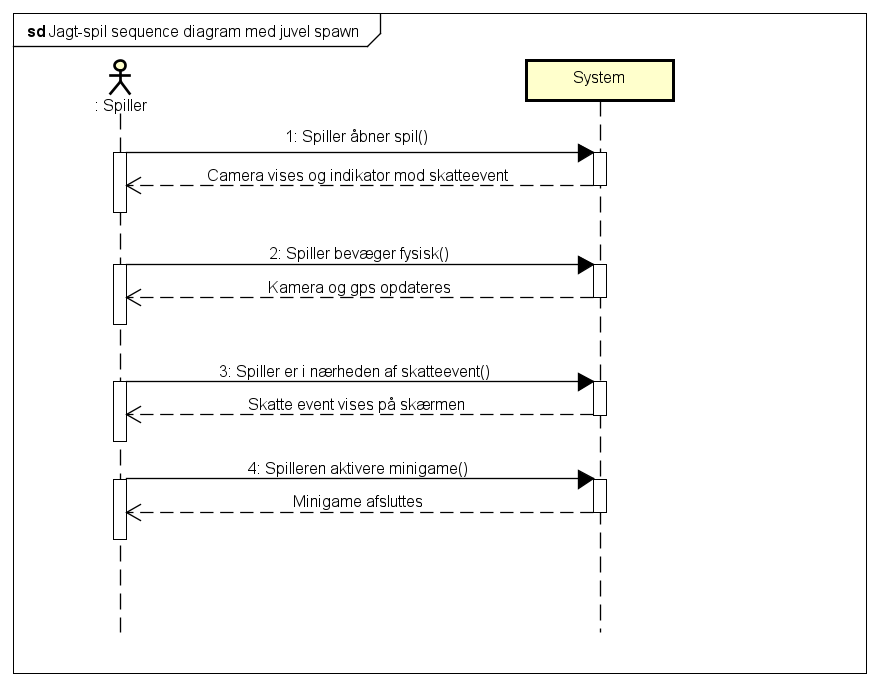 sd Jagt-spil sequence diagram med juvel spawn
: Spiller
System
1: Spiller åbner spil()
Camera vises og indikator mod skatteevent
2: Spiller bevæger fysisk()
Kamera og gps opdateres
3: Spiller er i nærheden af skatteevent()
Skatte event vises på skærmen
4: Spilleren aktivere minigame()
Minigame afsluttes